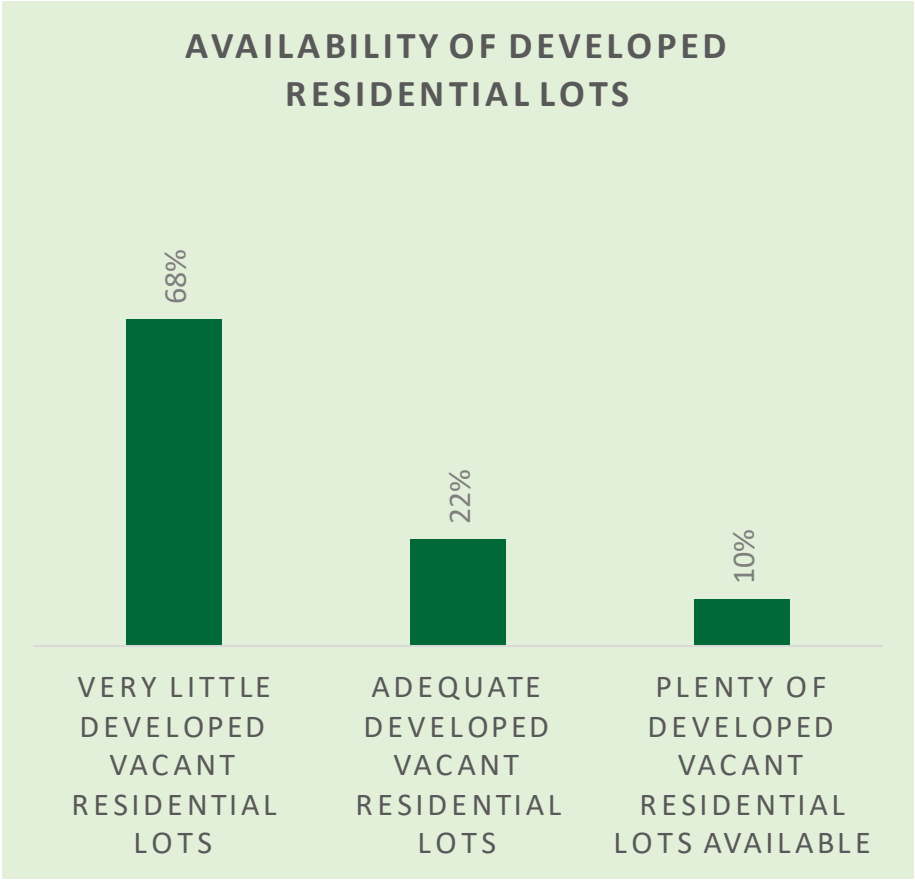 AVAILABILITY OF DEVELOPED
RESIDENTIAL LOTS
68%
22%
10%
VERY LITTLE
DEVELOPED
VACANT
RESIDENTIAL
LOTS
ADEQUATE
DEVELOPED
VACANT
RESIDENTIAL
LOTS
PLENTY OF
DEVELOPED
VACANT
RESIDENTIAL
LOTS AVAILABLE